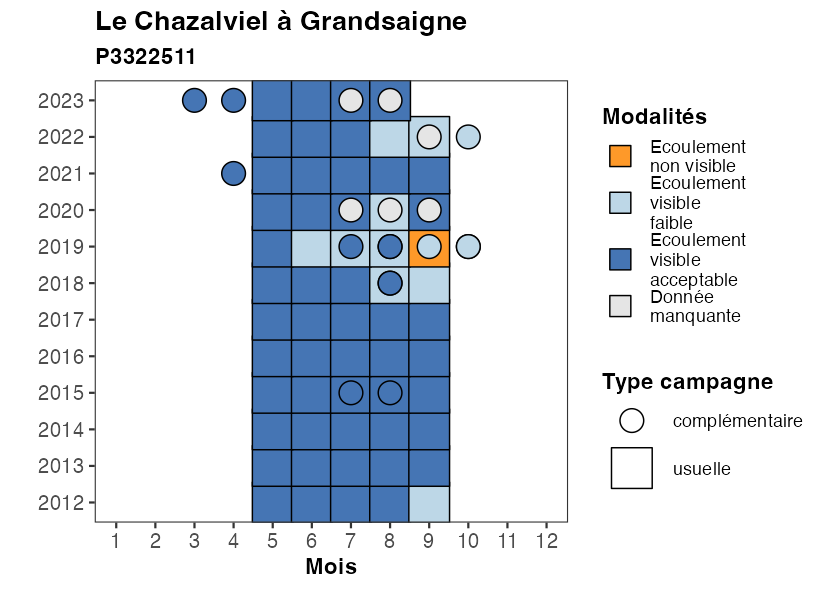 Le Chazalviel à Grandsaigne
P3322511
2023
2022
2021
2020
2019
2018
2017
2016
2015
2014
2013
2012
1 2 3 4 5 6 7 8 9 10 11 12
Mois
Modalités
Ecoulement
non visible
Ecoulement
visible
faible
Ecoulement
visible
acceptable
Donnée
manquante
Type campagne
complémentaire
usuelle